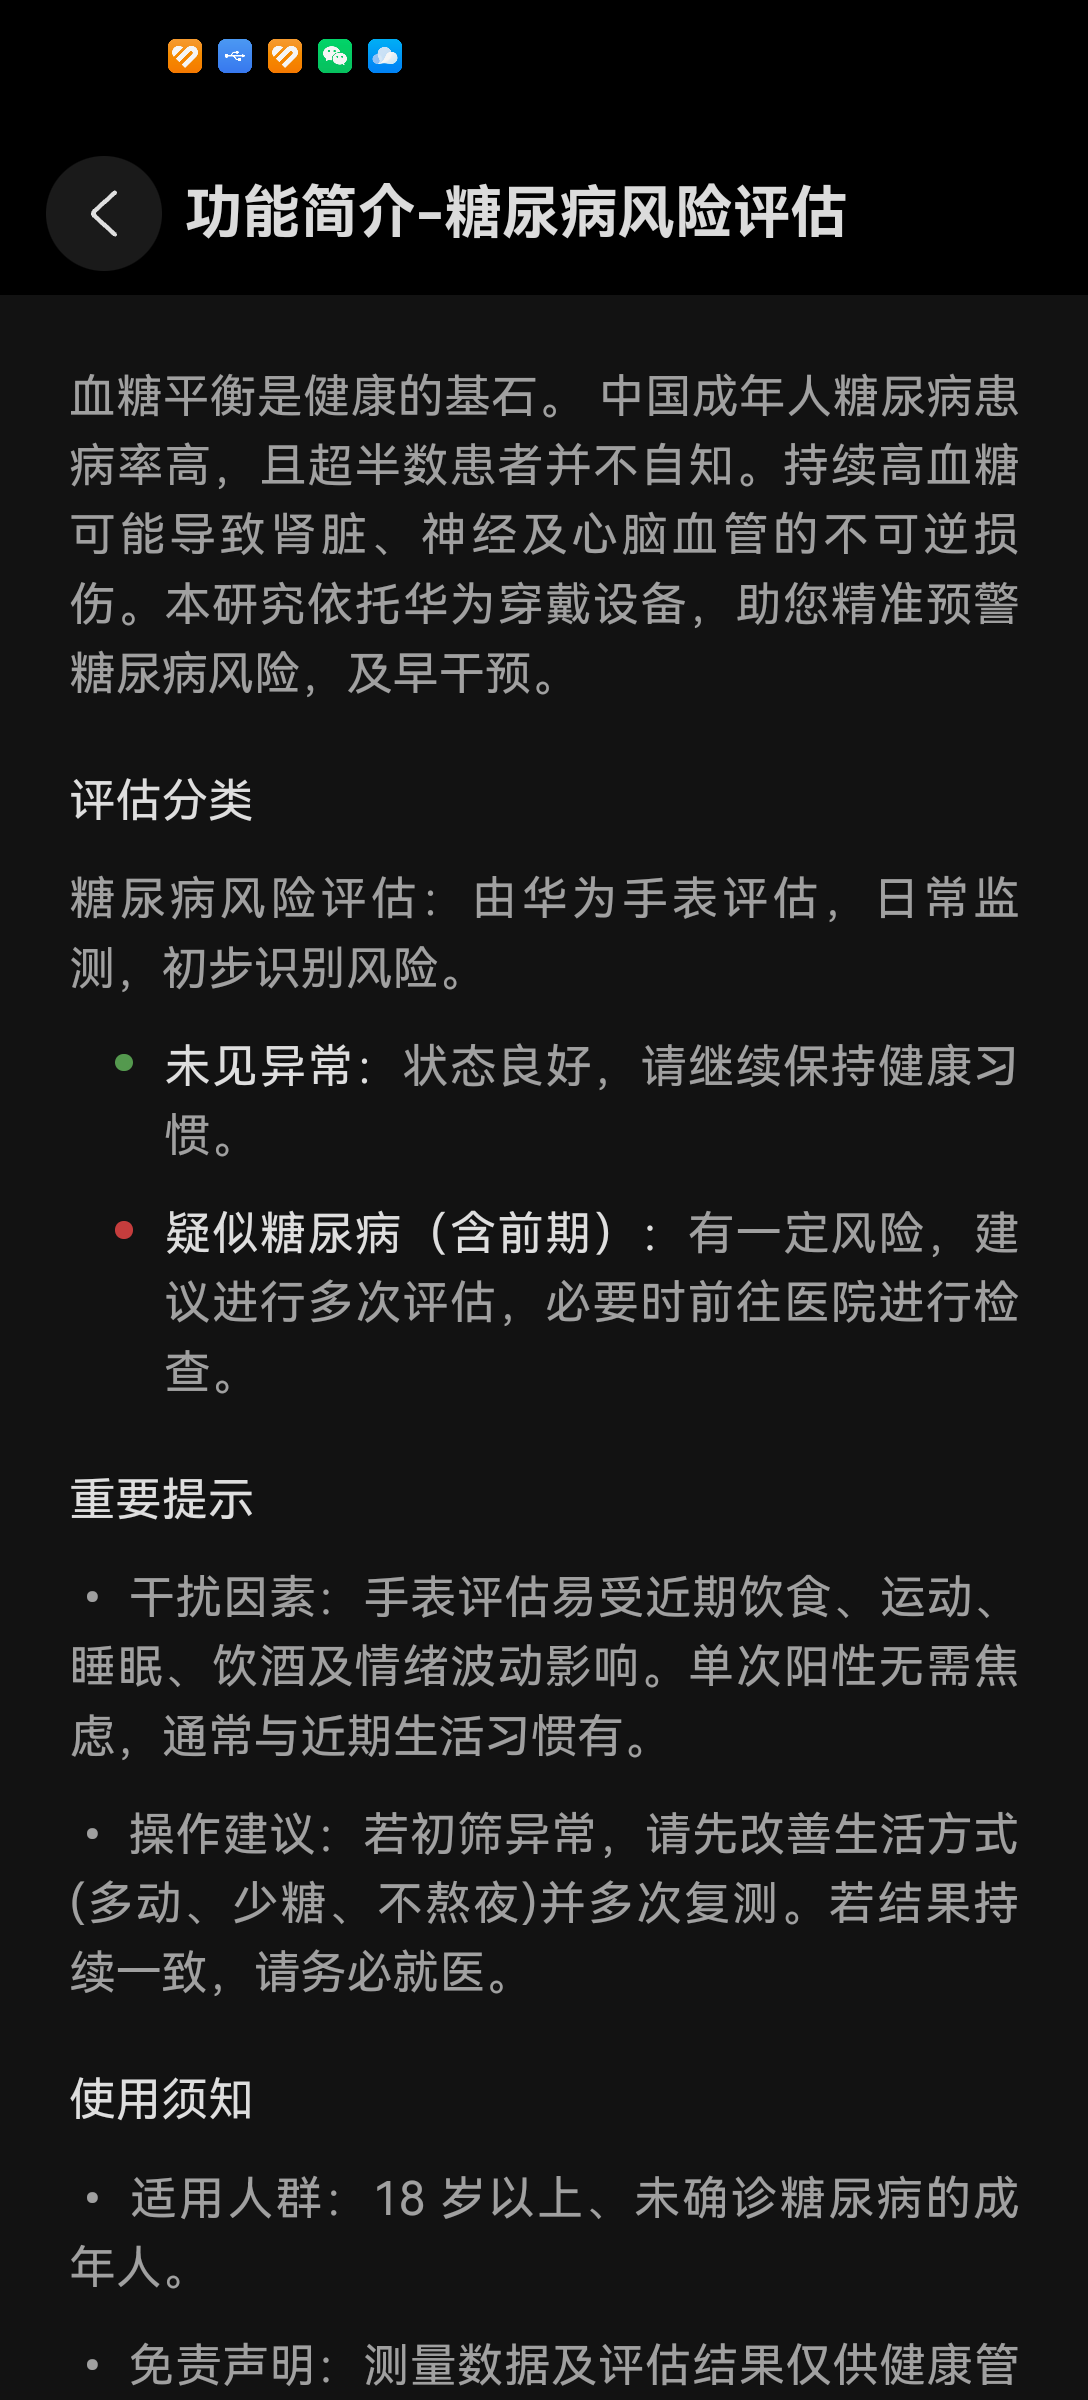 功能简介-糖尿病风险评估
血糖平衡是健康的基石。 中国成年人糖尿病患
病率高，且超半数患者并不自知。持续高血糖
可能导致肾脏、神经及心脑血管的不可逆损
伤。本研究依托华为穿戴设备，助您精准预警
糖尿病风险，及早干预。
评估分类
糖尿病风险评估：由华为手表评估，日常监
测，初步识别风险。
未见异常：状态良好，请继续保持健康习
惯。
疑似糖尿病（含前期）：有一定风险，建
议进行多次评估，必要时前往医院进行检
查。
重要提示
• 干扰因素：手表评估易受近期饮食、运动、
睡眠、饮酒及情绪波动影响。单次阳性无需焦
虑，通常与近期生活习惯有。
• 操作建议：若初筛异常，请先改善生活方式
(多动、少糖、不熬夜)并多次复测。若结果持
续一致，请务必就医。
使用须知
• 适用人群：18 岁以上、未确诊糖尿病的成
年人。
• 免责声明：测量数据及评估结果仅供健康管